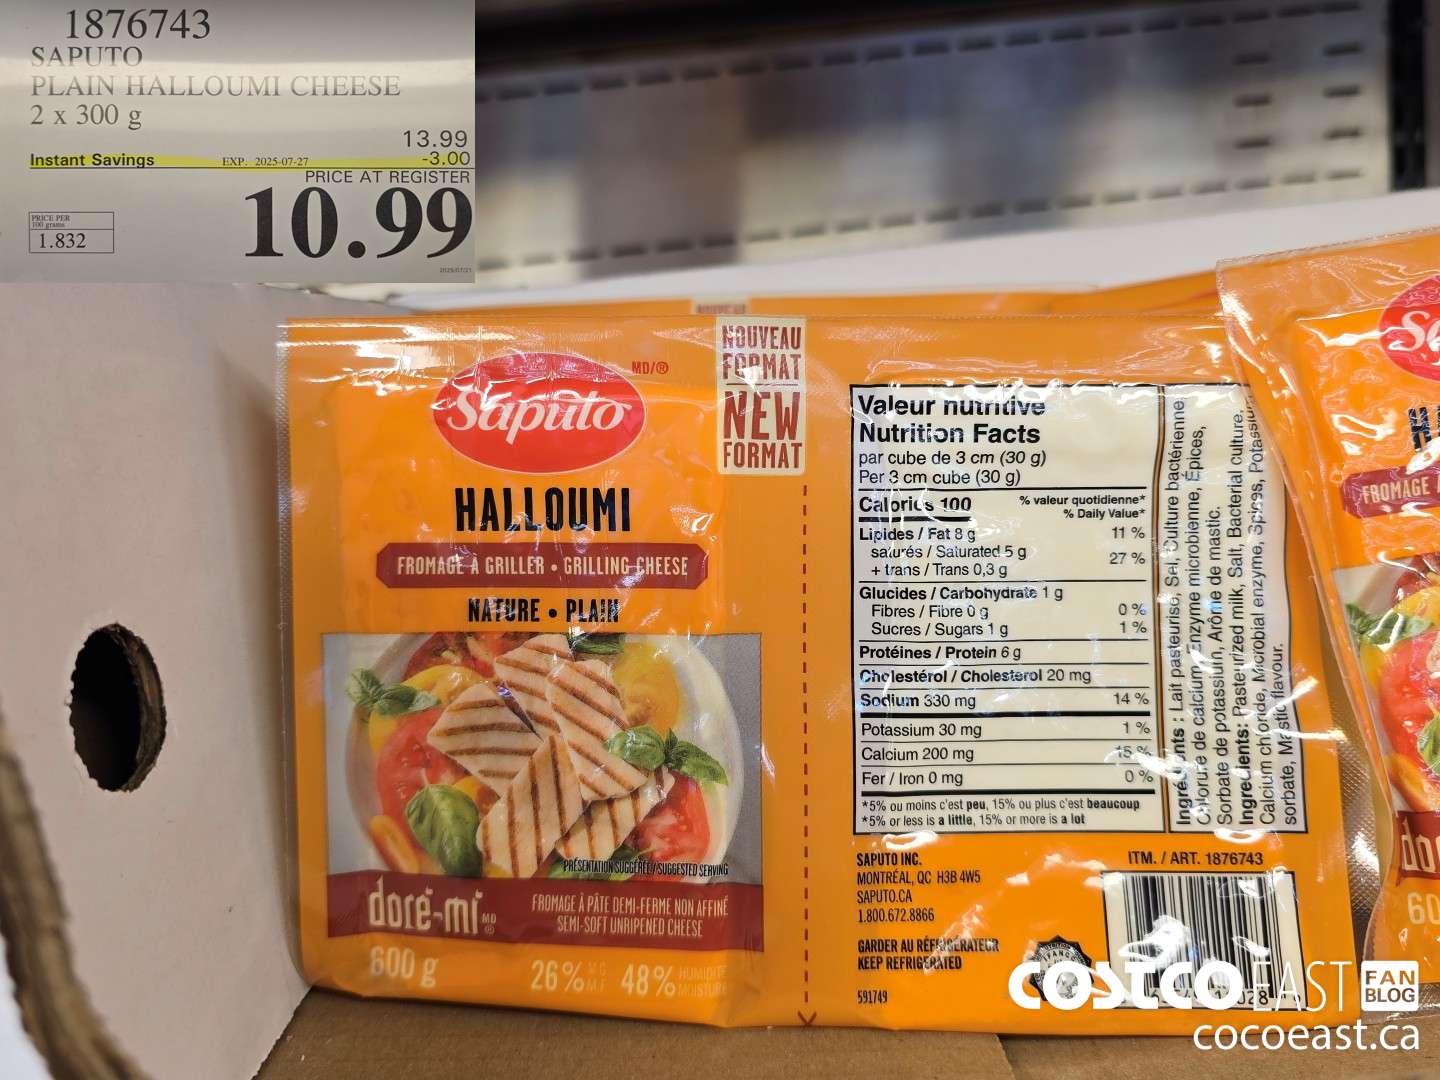 1876743
SAPUTO
PLAIN HALLOUMI CHEESE
2 x 300 g
13.99
Instant Savings EXP. 2025-07-27 -3.00
PRICE AT REGISTER
10.99
PRICE PER
100 grams
1.832
2025/07/21
NOUVEAU
FORMAT
NEW
FORMAT
Saputo MD/®
HALLOUMI
FROMAGE À GRILLER • GRILLING CHEESE
NATURE • PLAIN
PRÉSENTATION SUGGÉRÉE / SUGGESTED SERVING
doré-mi MD ®
FROMAGE À PÂTE DEMI-FERME NON AFFINÉ
SEMI-SOFT UNRIPENED CHEESE
600 g
26% M.G. M.F. 48% HUMIDITÉ MOISTURE
Valeur nutritive
Nutrition Facts
par cube de 3 cm (30 g)
Per 3 cm cube (30 g)
Calories 100
% valeur quotidienne*
% Daily Value*
Lipides / Fat 8 g 11 %
saturés / Saturated 5 g
+ trans / Trans 0,3 g 27 %
Glucides / Carbohydrate 1 g
Fibres / Fibre 0 g 0 %
Sucres / Sugars 1 g 1 %
Protéines / Protein 6 g
Cholestérol / Cholesterol 20 mg
Sodium 330 mg 14 %
Potassium 30 mg 1 %
Calcium 200 mg 15 %
Fer / Iron 0 mg 0 %
*5% ou moins c'est peu, 15% ou plus c'est beaucoup
*5% or less is a little, 15% or more is a lot
Ingrédients : Lait pasteurisé, Sel, Culture bactérienne,
Chlorure de calcium, Enzyme microbienne, Épices,
Sorbate de potassium, Arôme de mastic.
Ingredients: Pasteurized milk, Salt, Bacterial culture,
Calcium chloride, Microbial enzyme, Spices, Potassium
sorbate, Mastic flavour.
SAPUTO INC.
MONTRÉAL, QC H3B 4W5
SAPUTO.CA
1.800.672.8866
GARDER AU RÉFRIGÉRATEUR
KEEP REFRIGERATED
591749
ITM. / ART. 1876743
FROMAGE
60
COSTCO EAST FAN
BLOG
cocoeast.ca